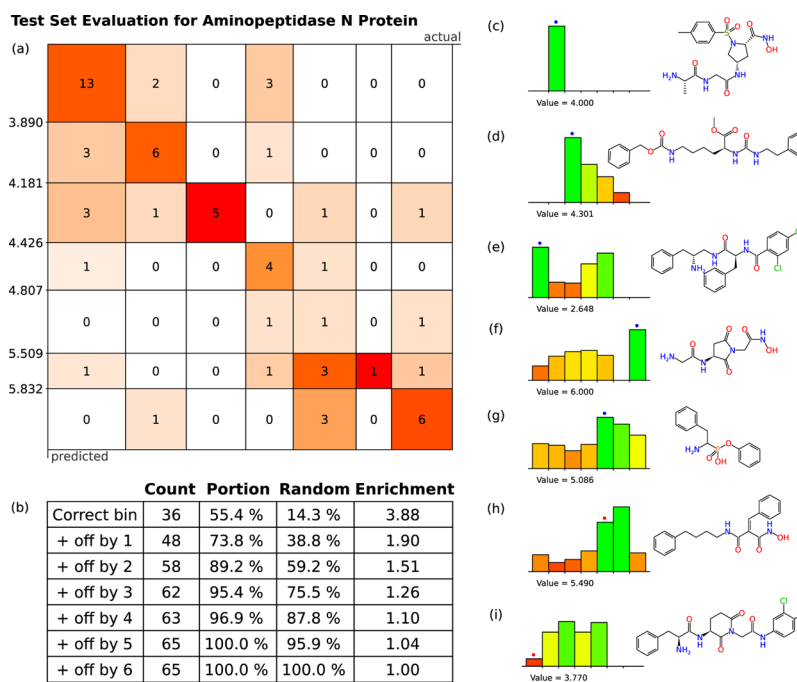 Test Set Evaluation for Aminopeptidase N Protein
actual
(a)
13 2 0 3 0 0 0
3.890
3 6 0 1 0 0 0
4.181
3 1 5 0 1 0 1
4.426
1 0 0 4 1 0 0
4.807
0 0 0 1 1 0 1
5.509
1 0 0 1 3 1 1
5.832
0 1 0 0 3 0 6
predicted
(b)
Count Portion Random Enrichment
Correct bin 36 55.4 % 14.3 % 3.88
+ off by 1 48 73.8 % 38.8 % 1.90
+ off by 2 58 89.2 % 59.2 % 1.51
+ off by 3 62 95.4 % 75.5 % 1.26
+ off by 4 63 96.9 % 87.8 % 1.10
+ off by 5 65 100.0 % 95.9 % 1.04
+ off by 6 65 100.0 % 100.0 % 1.00
(c)
Value = 4.000
(d)
Value = 4.301
(e)
Value = 2.648
(f)
Value = 6.000
(g)
Value = 5.086
(h)
Value = 5.490
(i)
Value = 3.770